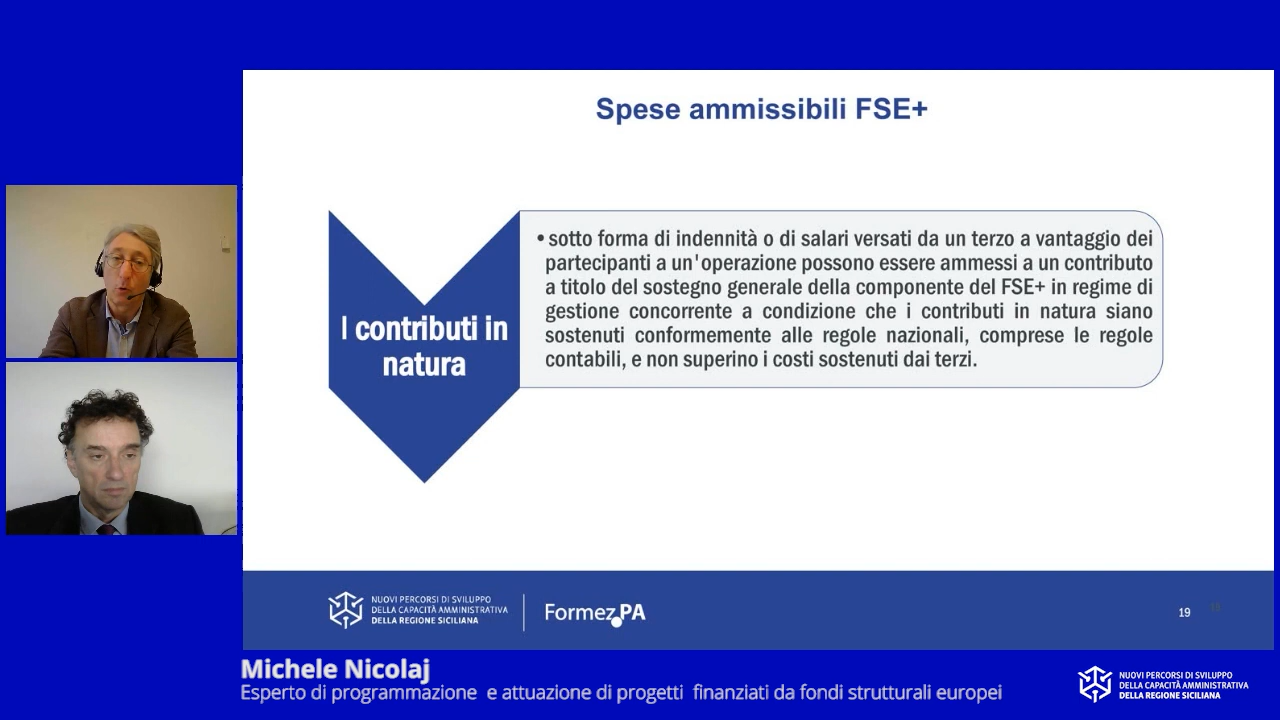 Spese ammissibili FSE+
I contributi in
natura
•sotto forma di indennità o di salari versati da un terzo a vantaggio dei
partecipanti a un'operazione possono essere ammessi a un contributo
a titolo del sostegno generale della componente del FSE+ in regime di
gestione concorrente a condizione che i contributi in natura siano
sostenuti conformemente alle regole nazionali, comprese le regole
contabili, e non superino i costi sostenuti dai terzi.
NUOVI PERCORSI DI SVILUPPO
DELLA CAPACITÀ AMMINISTRATIVA
DELLA REGIONE SICILIANA
Formez.PA
19
Michele Nicolaj
Esperto di programmazione e attuazione di progetti finanziati da fondi strutturali europei
NUOVI PERCORSI DI SVILUPPO
DELLA CAPACITÀ AMMINISTRATIVA
DELLA REGIONE SICILIANA